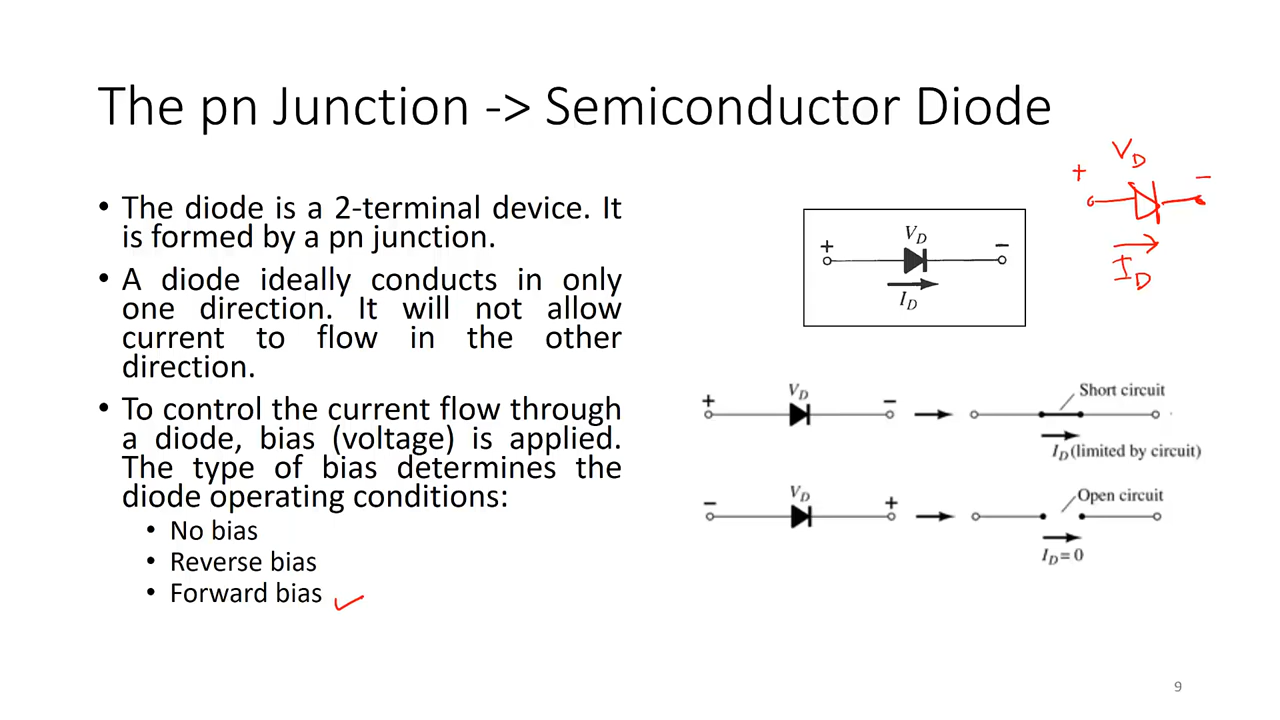 The pn Junction -> Semiconductor Diode
• The diode is a 2-terminal device. It
is formed by a pn junction.
• A diode ideally conducts in only
one direction. It will not allow
current to flow in the other
direction.
• To control the current flow through
a diode, bias (voltage) is applied.
The type of bias determines the
diode operating conditions:
• No bias
• Reverse bias
• Forward bias ✓
V_D
+ −
I_D
V_D
+ −
I_D
V_D
+ −
Short circuit
I_D (limited by circuit)
V_D
− +
Open circuit
I_D = 0
9